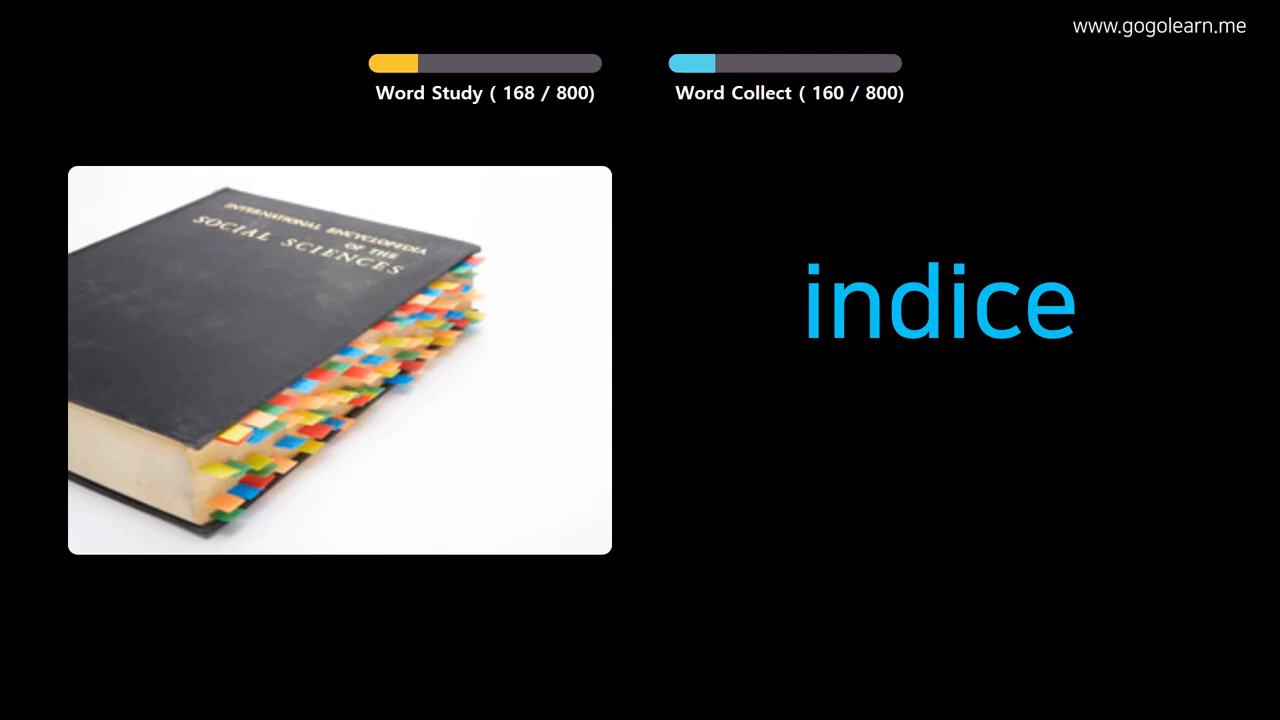 www.gogolearn.me
Word Study ( 168 / 800)
Word Collect ( 160 / 800)
INTERNATIONAL ENCYCLOPEDIA
OF THE
SOCIAL SCIENCES
indice